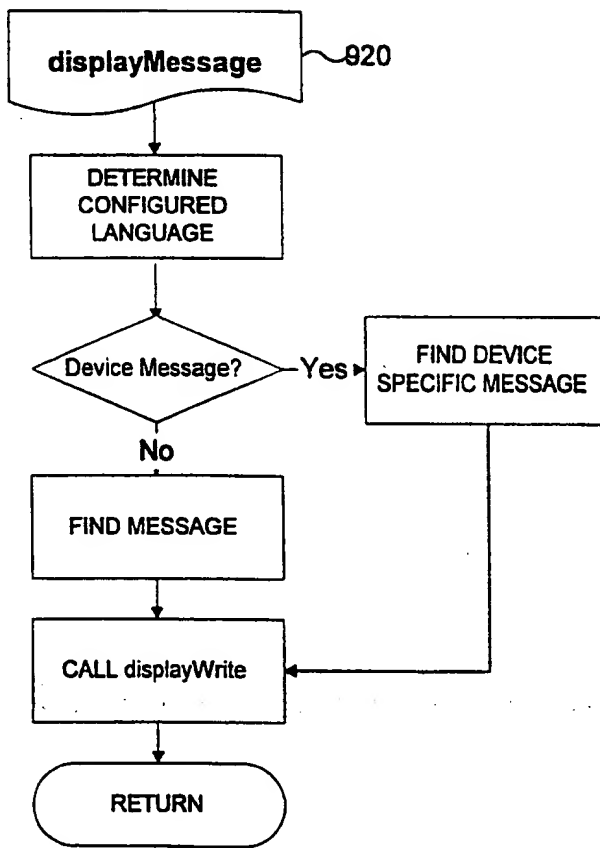 displayMessage
920
DETERMINE
CONFIGURED
LANGUAGE
Device Message?
Yes
FIND DEVICE
SPECIFIC MESSAGE
No
FIND MESSAGE
CALL displayWrite
RETURN